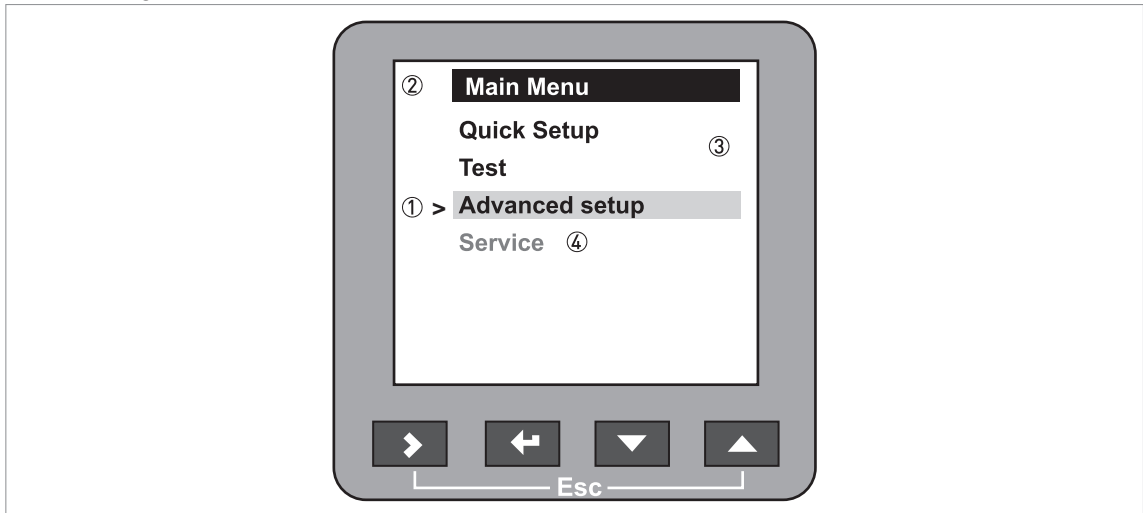 ② Main Menu
Quick Setup
③
Test
① > Advanced setup
Service ④
Esc